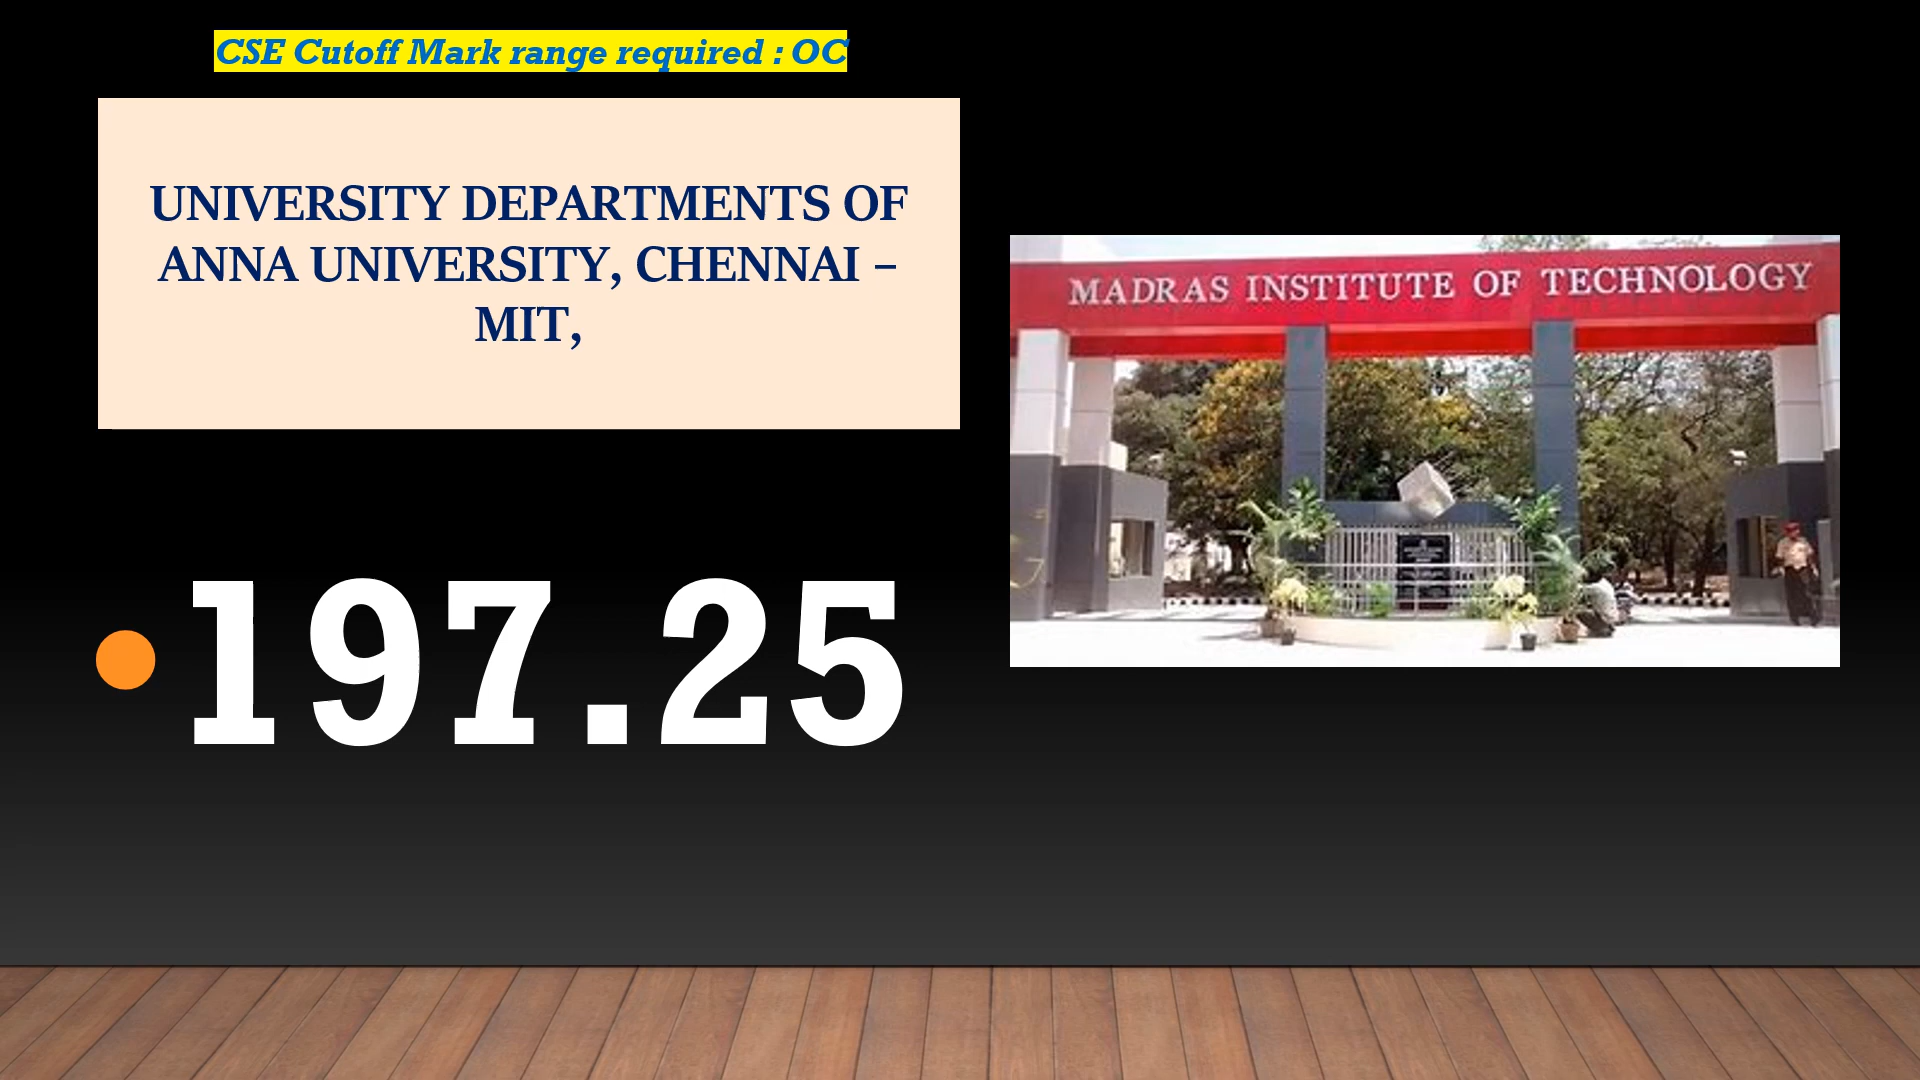 CSE Cutoff Mark range required : OC
UNIVERSITY DEPARTMENTS OF
ANNA UNIVERSITY, CHENNAI –
MIT,
MADRAS INSTITUTE OF TECHNOLOGY
197.25